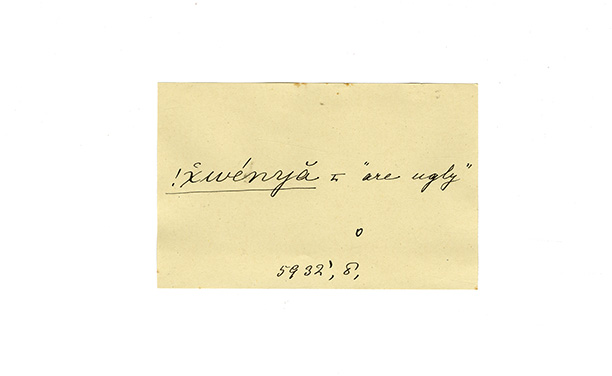 !x̌wényă = "are ugly"
o
5932', 8,